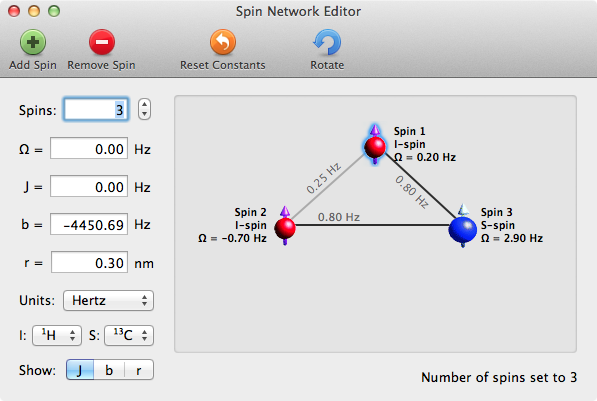 Spin Network Editor
Add Spin Remove Spin Reset Constants Rotate
Spins: 3
Ω = 0.00 Hz
J = 0.00 Hz
b = -4450.69 Hz
r = 0.30 nm
Units: Hertz
I: ¹H S: ¹³C
Show: J b r
Spin 1
I-spin
Ω = 0.20 Hz
0.25 Hz
0.80 Hz
Spin 2
I-spin
Ω = -0.70 Hz
0.80 Hz
Spin 3
S-spin
Ω = 2.90 Hz
Number of spins set to 3